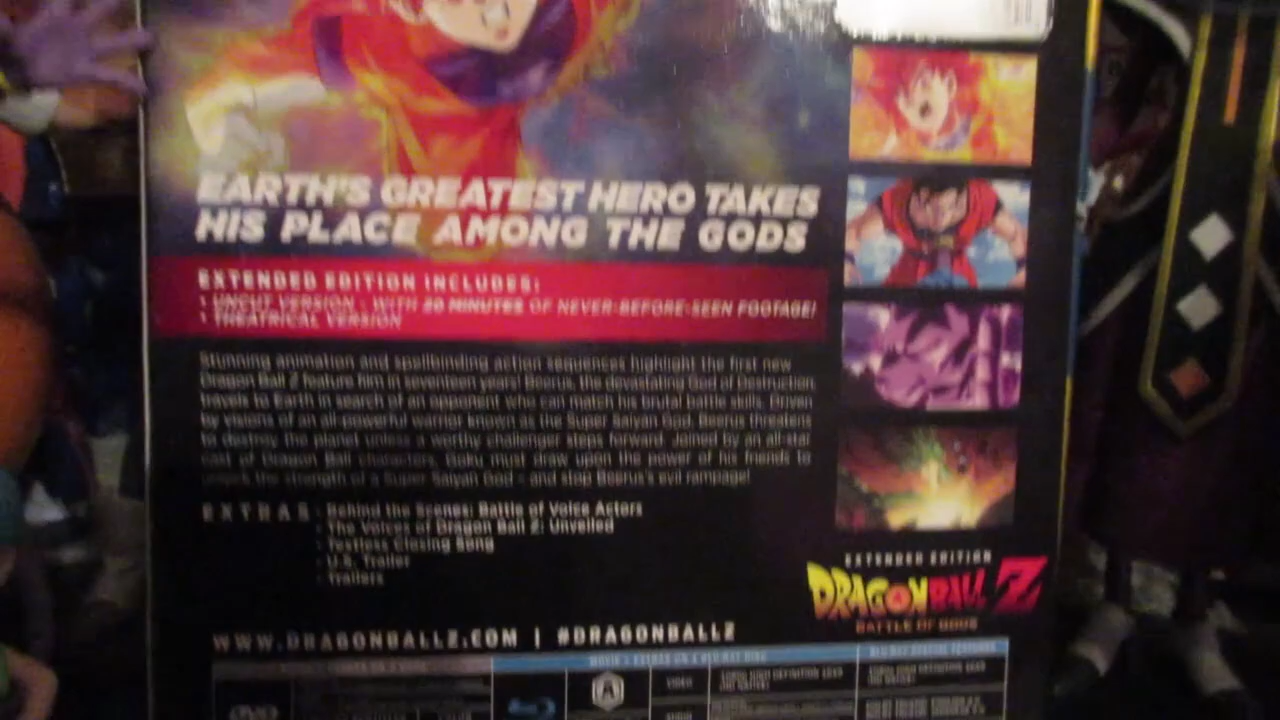 EARTH'S GREATEST HERO TAKES
HIS PLACE AMONG THE GODS
EXTENDED EDITION INCLUDES:
• UNCUT VERSION - WITH 20 MINUTES OF NEVER-BEFORE-SEEN FOOTAGE!
• THEATRICAL VERSION
Stunning animation and spellbinding action sequences highlight the first new
Dragon Ball Z feature film in seventeen years! Beerus, the devastating God of Destruction,
travels to Earth in search of an opponent who can match his brutal battle skills. Driven
by visions of an all-powerful warrior known as the Super Saiyan God, Beerus threatens
to destroy the planet unless a worthy challenger steps forward. Joined by an all-star
cast of Dragon Ball characters, Goku must draw upon the power of his friends to
unlock the strength of a Super Saiyan God - and stop Beerus's evil rampage!
EXTRAS • Behind the Scenes: Battle of Voice Actors
• The Voices of Dragon Ball Z: Unveiled
• Textless Closing Song
• U.S. Trailer
• Trailers
EXTENDED EDITION
DRAGON BALL Z
BATTLE OF GODS
WWW.DRAGONBALLZ.COM | #DRAGONBALLZ
A
VIDEO
DVD
AUDIO